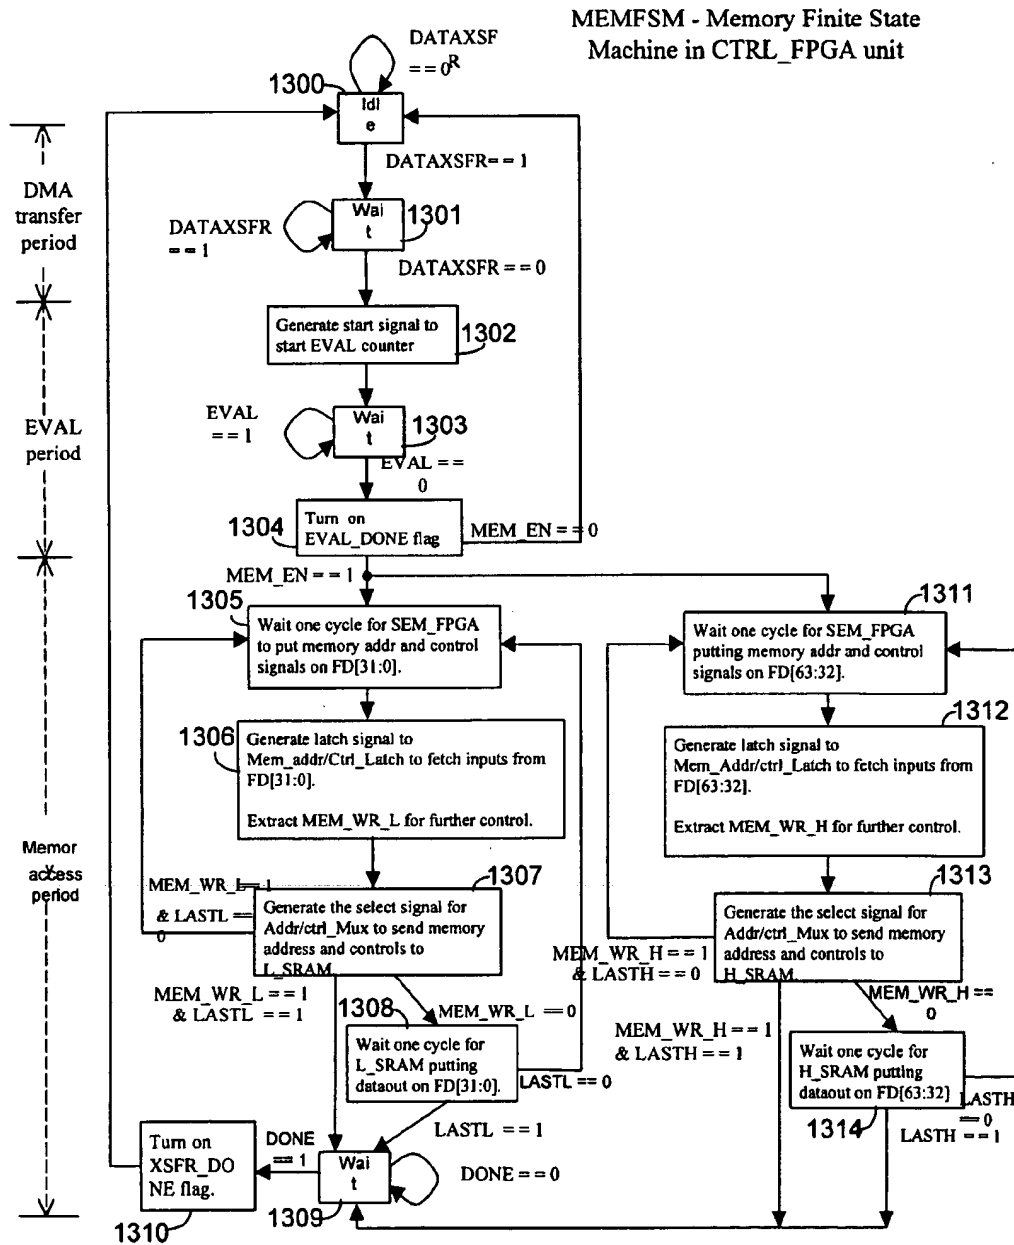 MEMFSM - Memory Finite State
Machine in CTRL_FPGA unit
DATAXSF
== 0R
1300
Idl
e
DATAXSFR== 1
DMA
transfer
period
DATAXSFR
== 1
Wai
t
1301
DATAXSFR == 0
Generate start signal to
start EVAL counter
1302
EVAL
period
EVAL
== 1
Wai
t
1303
EVAL ==
0
1304
Turn on
EVAL_DONE flag
MEM_EN == 0
MEM_EN == 1
1305
Wait one cycle for SEM_FPGA
to put memory addr and control
signals on FD[31:0].
1311
Wait one cycle for SEM_FPGA
putting memory addr and control
signals on FD[63:32].
1306
Generate latch signal to
Mem_addr/Ctrl_Latch to fetch inputs from
FD[31:0].
Extract MEM_WR_L for further control.
1312
Generate latch signal to
Mem_Addr/ctrl_Latch to fetch inputs from
FD[63:32].
Extract MEM_WR_H for further control.
Memor
y
access
period
MEM_WR_L== 1
& LASTL ==
0
1307
Generate the select signal for
Addr/ctrl_Mux to send memory
address and controls to
L_SRAM.
1313
Generate the select signal for
Addr/ctrl_Mux to send memory
address and controls to
H_SRAM.
MEM_WR_H == 1
& LASTH == 0
MEM_WR_L == 1
& LASTL == 1
1308
MEM_WR_L == 0
MEM_WR_H ==
0
MEM_WR_H == 1
& LASTH == 1
Wait one cycle for
L_SRAM putting
dataout on FD[31:0].
LASTL == 0
Wait one cycle for
H_SRAM putting
dataout on FD[63:32]
LASTH
== 0
1314
LASTH == 1
LASTL == 1
Turn on
XSFR_DO
NE flag.
1310
DONE
== 1
Wai
t
1309
DONE == 0